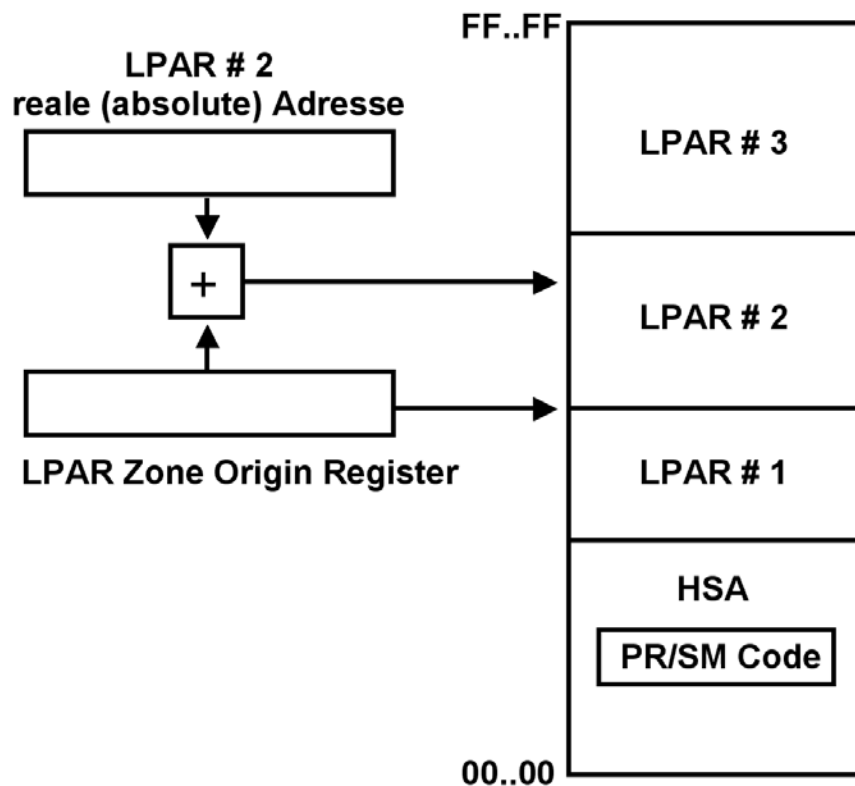 FF..FF
LPAR # 2
reale (absolute) Adresse
LPAR # 3
+
LPAR # 2
LPAR Zone Origin Register
LPAR # 1
HSA
PR/SM Code
00..00